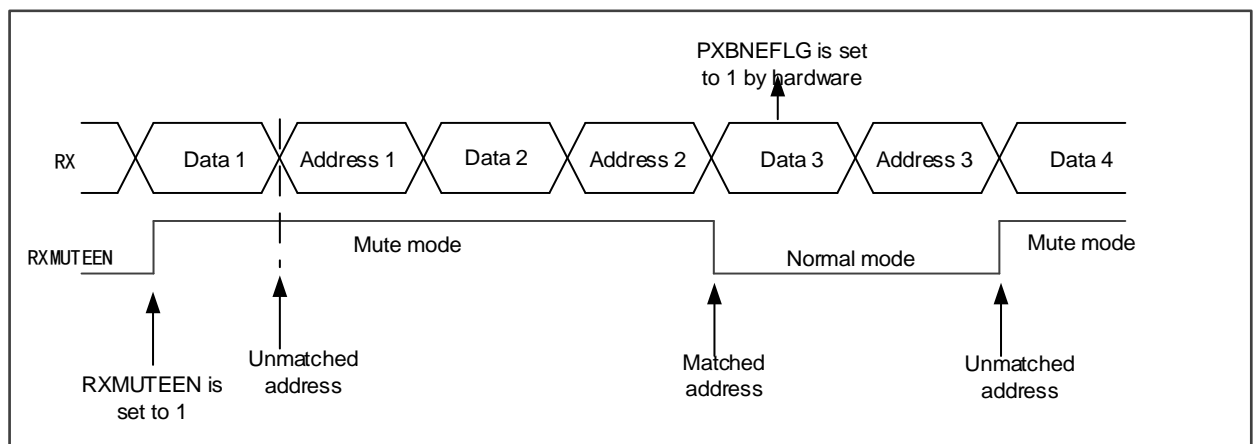 PXBNEFLG is set
to 1 by hardware
RX
Data 1
Address 1
Data 2
Address 2
Data 3
Address 3
Data 4
RXMUTEEN
Mute mode
Normal mode
Mute mode
RXMUTEEN is
set to 1
Unmatched
address
Matched
address
Unmatched
address